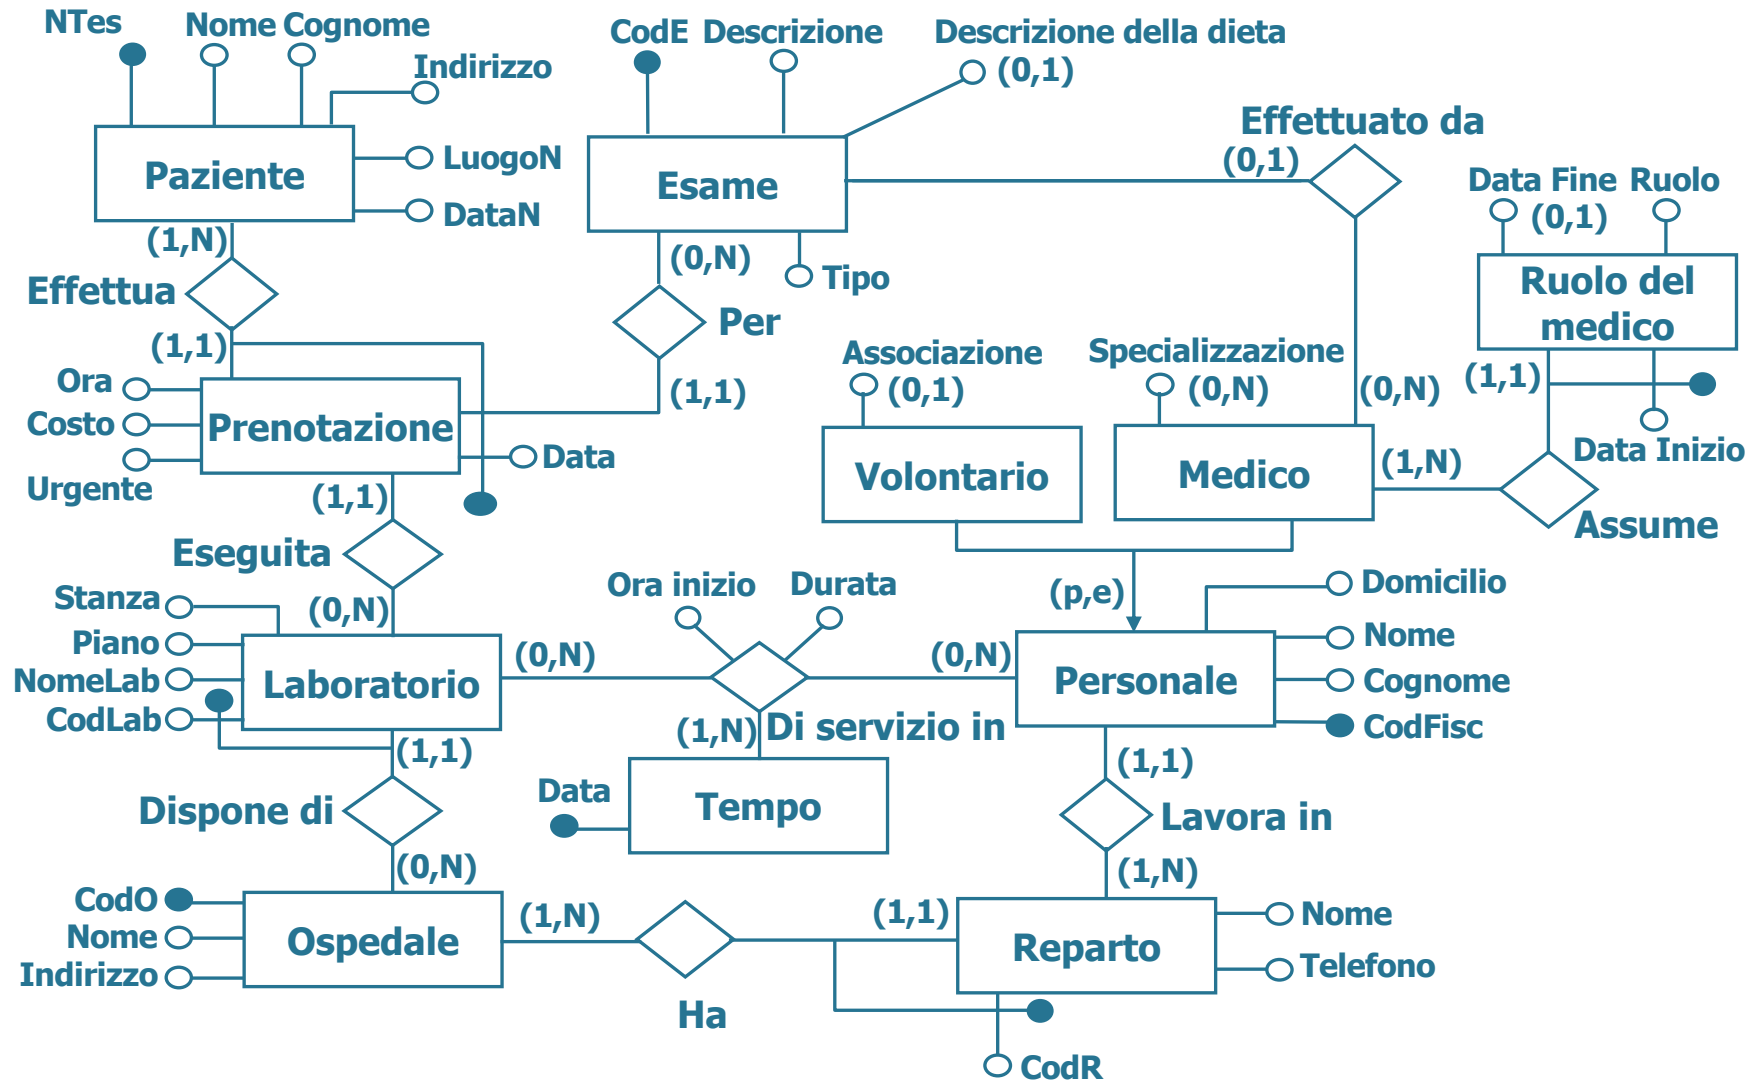 NTes
Nome Cognome
Indirizzo
Paziente
LuogoN
DataN
(1,N)
Effettua
(1,1)
CodE Descrizione
Descrizione della dieta
(0,1)
Esame
(0,N)
Tipo
Per
(1,1)
Effettuato da
(0,1)
Data Fine Ruolo
(0,1)
Ruolo del
medico
(1,1)
Data Inizio
Assume
Ora
Costo
Urgente
Prenotazione
Data
(1,1)
Eseguita
(0,N)
Associazione
(0,1)
Volontario
Specializzazione
(0,N)
(0,N)
Medico
(1,N)
(p,e)
Stanza
Piano
NomeLab
CodLab
Laboratorio
(1,1)
Dispone di
(0,N)
Ora inizio
Durata
(0,N)
(0,N)
(1,N)
Di servizio in
Data
Tempo
Domicilio
Nome
Cognome
CodFisc
Personale
(1,1)
Lavora in
(1,N)
CodO
Nome
Indirizzo
Ospedale
(1,N)
Ha
(1,1)
Reparto
Nome
Telefono
CodR